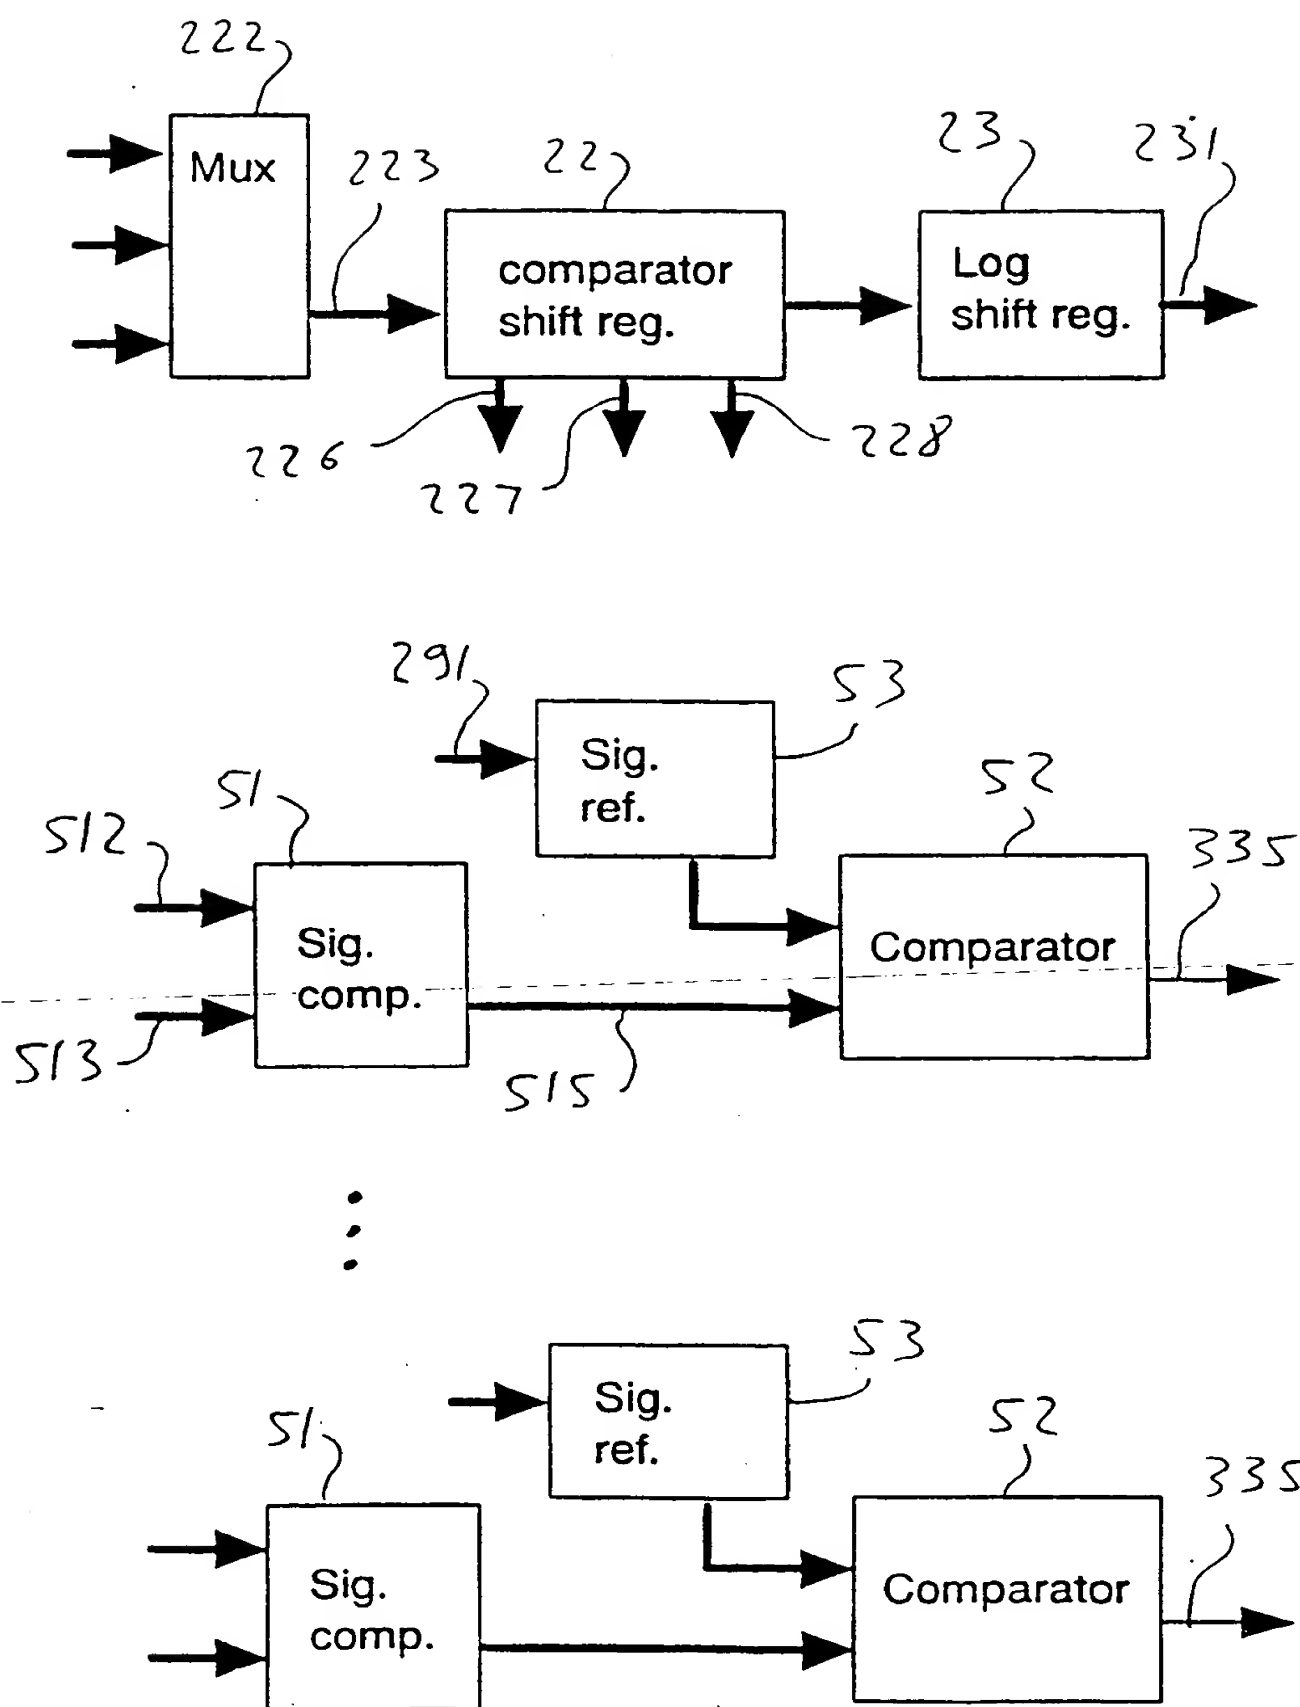 222
Mux
223
22
23
231
comparator
shift reg.
Log
shift reg.
226
227
228
291
53
Sig.
ref.
51
52
512
335
Sig.
comp.
Comparator
513
515
53
Sig.
ref.
51
52
335
Sig.
comp.
Comparator